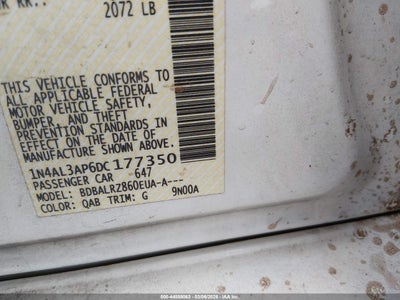 2072 LB
THIS VEHICLE CONFORMS TO
ALL APPLICABLE FEDERAL
MOTOR VEHICLE SAFETY,
BUMPER, AND THEFT
PREVENTION STANDARDS IN
EFFECT ON THE DATE OF
MANUFACTURE SHOWN ABOVE.
1N4AL3AP6DC177350
PASSENGER CAR 647
MODEL: BDBALRZ860EUA-A---
COLOR: QAB TRIM: G 9N00A